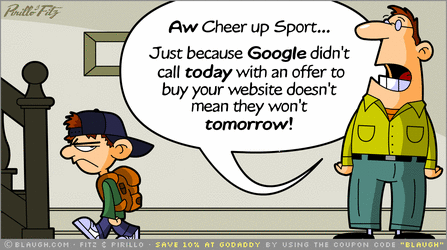 Pirillo & Fitz
Aw Cheer up Sport...
Just because Google didn't
call today with an offer to
buy your website doesn't
mean they won't
tomorrow!
© BLAUGH.COM - FITZ & PIRILLO - SAVE 10% AT GODADDY BY USING THE COUPON CODE "BLAUGH"